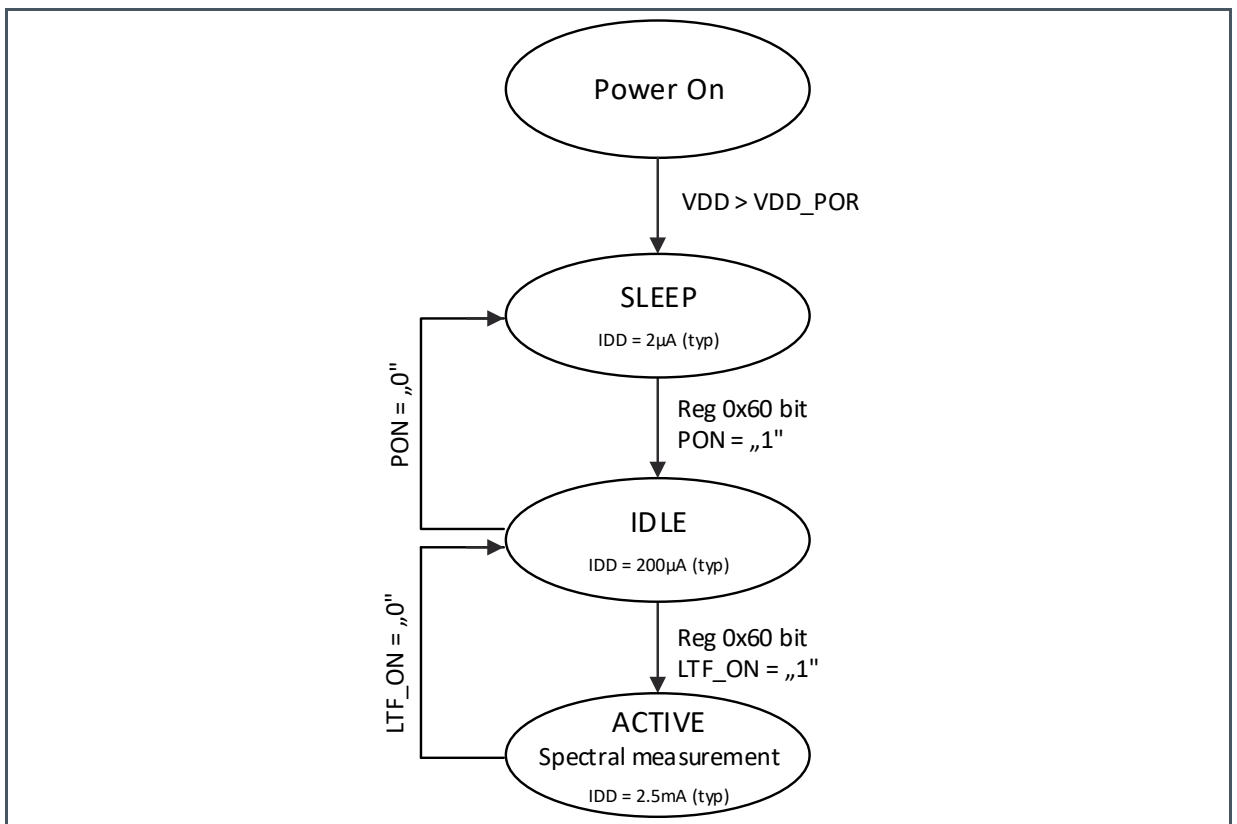 Power On
VDD > VDD_POR
SLEEP
IDD = 2µA (typ)
PON = „0"
Reg 0x60 bit
PON = „1"
IDLE
IDD = 200µA (typ)
LTF_ON = „0"
Reg 0x60 bit
LTF_ON = „1"
ACTIVE
Spectral measurement
IDD = 2.5mA (typ)